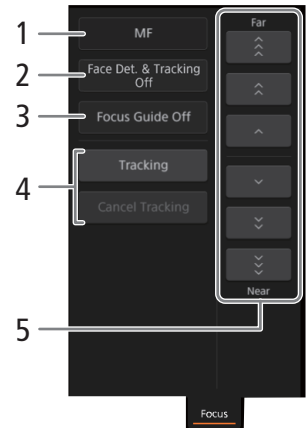 1
MF
2
Face Det. & Tracking
Off
3
Focus Guide Off
4
Tracking
Cancel Tracking
Far
Near
5
Focus